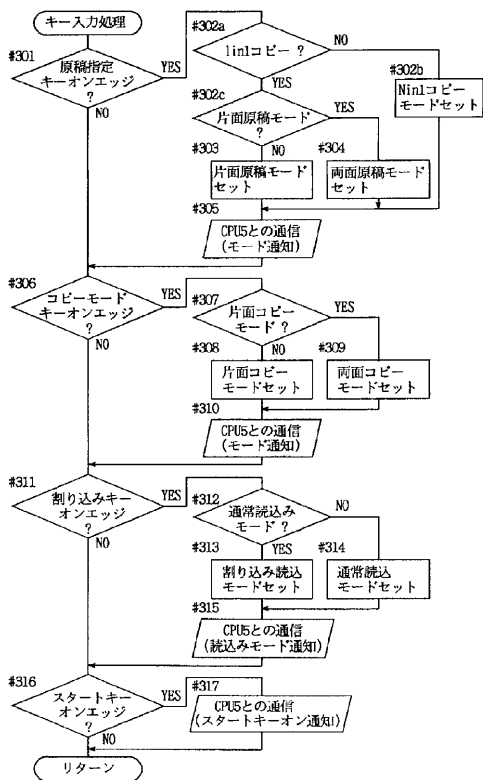 キー入力処理
#301
原稿指定
キーオンエッジ
?
YES
NO
#302a
1in1コピー?
NO
YES
#302b
Nin1コピー
モードセット
#302c
片面原稿モード
?
YES
NO
#303
片面原稿モード
セット
#304
両面原稿モード
セット
#305
CPU5との通信
(モード通知)
#306
コピーモード
キーオンエッジ
?
YES
NO
#307
片面コピー
モード?
YES
NO
#308
片面コピー
モードセット
#309
両面コピー
モードセット
#310
CPU5との通信
(モード通知)
#311
割り込みキー
オンエッジ
?
YES
NO
#312
通常読込み
モード?
NO
YES
#313
割り込み読込
モードセット
#314
通常読込
モードセット
#315
CPU5との通信
(読込みモード通知)
#316
スタートキー
オンエッジ
?
YES
NO
#317
CPU5との通信
(スタートキーオン通知)
リターン